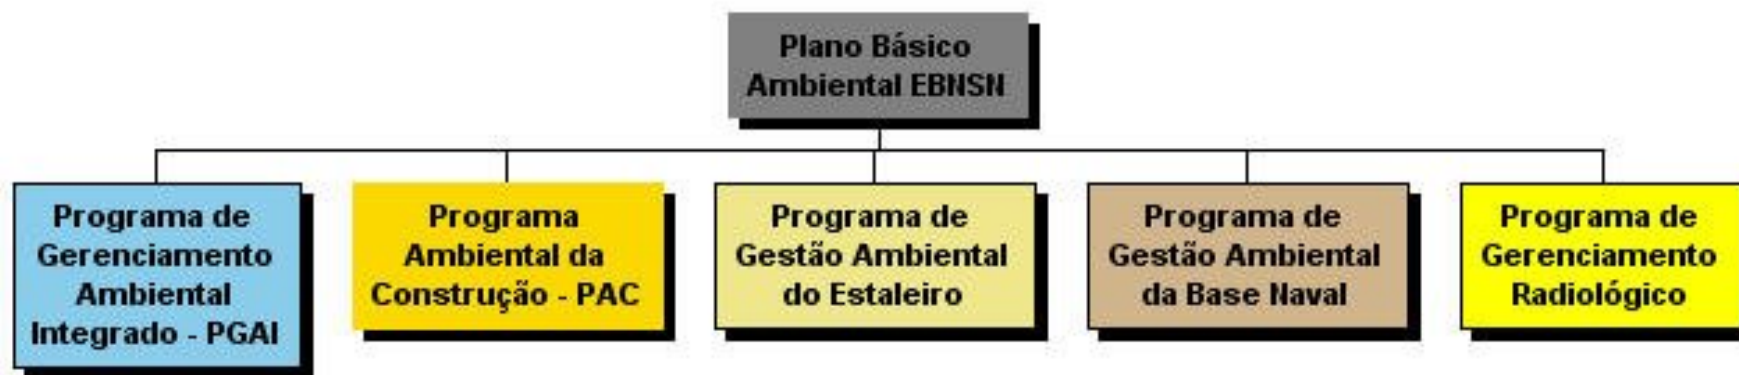 Plano Básico
Ambiental EBNSN
Programa de
Gerenciamento
Ambiental
Integrado - PGAI
Programa
Ambiental da
Construção - PAC
Programa de
Gestão Ambiental
do Estaleiro
Programa de
Gestão Ambiental
da Base Naval
Programa de
Gerenciamento
Radiológico